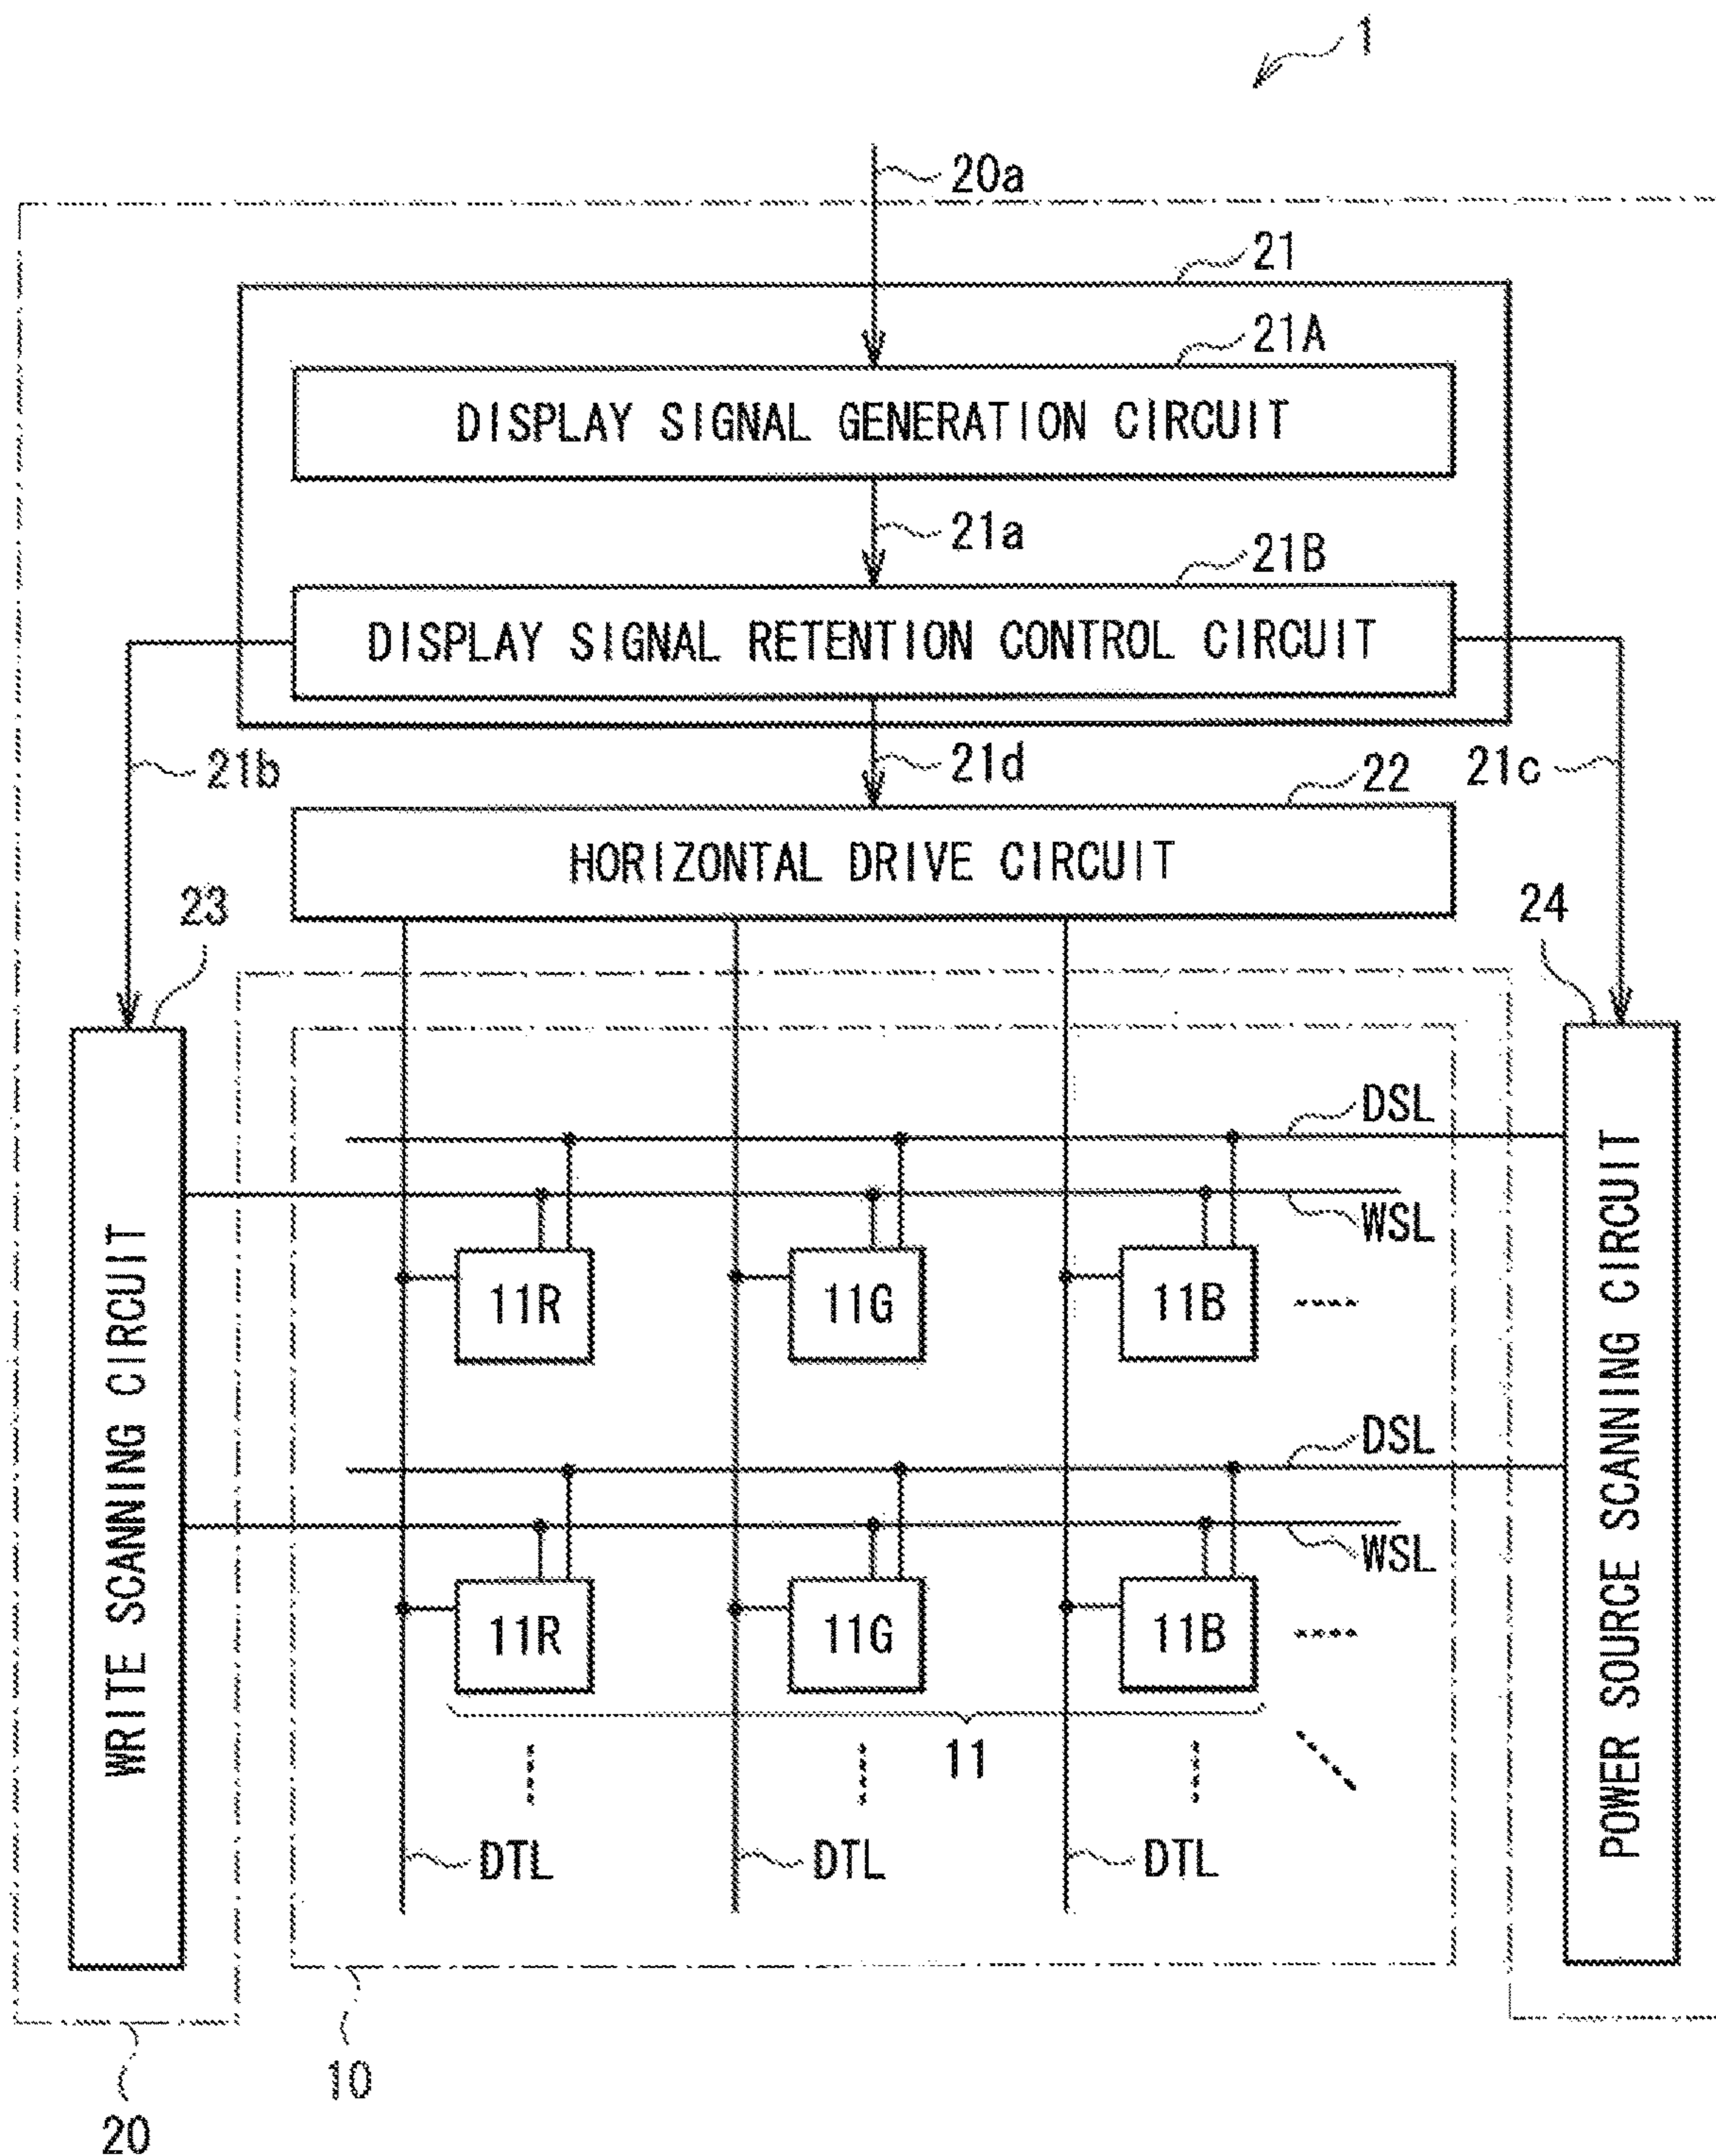 1
20a
21
21A
DISPLAY SIGNAL GENERATION CIRCUIT
21a
21B
DISPLAY SIGNAL RETENTION CONTROL CIRCUIT
21b
21d
21c
22
HORIZONTAL DRIVE CIRCUIT
23
24
WRITE SCANNING CIRCUIT
POWER SOURCE SCANNING CIRCUIT
DSL
WSL
11R 11G 11B
DSL
WSL
11R 11G 11B
11
DTL DTL DTL
10
20